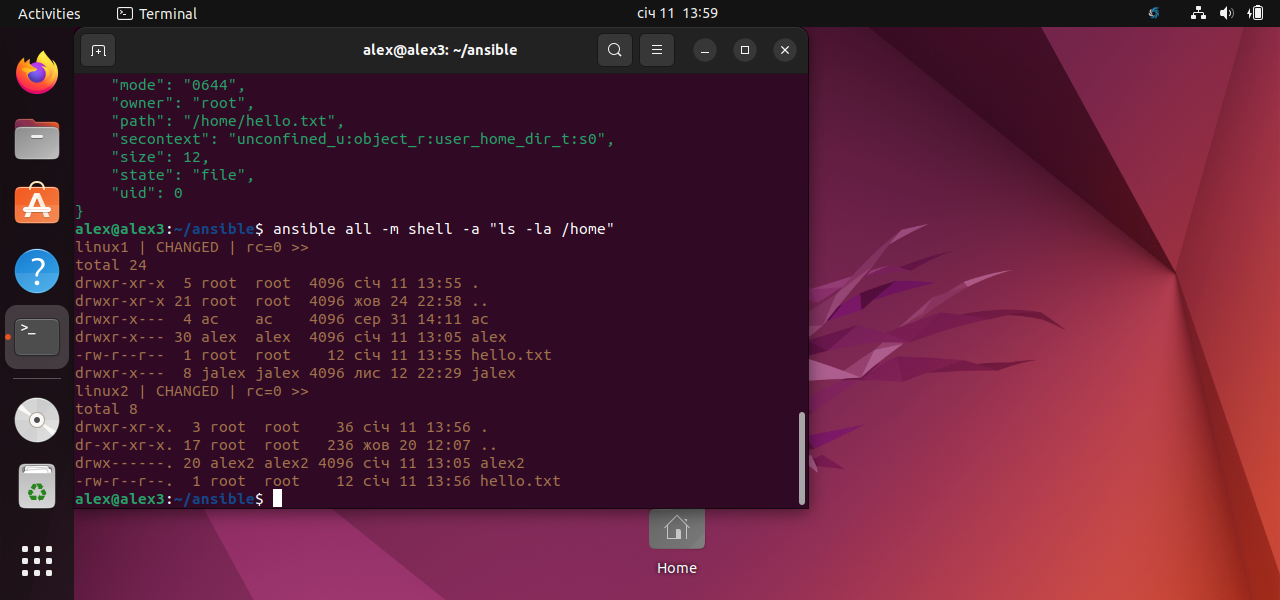 Activities Terminal січ 11 13:59
alex@alex3: ~/ansible
    "mode": "0644",
    "owner": "root",
    "path": "/home/hello.txt",
    "secontext": "unconfined_u:object_r:user_home_dir_t:s0",
    "size": 12,
    "state": "file",
    "uid": 0
}
alex@alex3:~/ansible$ ansible all -m shell -a "ls -la /home"
linux1 | CHANGED | rc=0 >>
total 24
drwxr-xr-x  5 root  root  4096 січ 11 13:55 .
drwxr-xr-x 21 root  root  4096 жов 24 22:58 ..
drwxr-x---  4 ac    ac    4096 сер 31 14:11 ac
drwxr-x--- 30 alex  alex  4096 січ 11 13:05 alex
-rw-r--r--  1 root  root    12 січ 11 13:55 hello.txt
drwxr-x---  8 jalex jalex 4096 лис 12 22:29 jalex
linux2 | CHANGED | rc=0 >>
total 8
drwxr-xr-x.  3 root  root    36 січ 11 13:56 .
dr-xr-xr-x. 17 root  root   236 жов 20 12:07 ..
drwx------. 20 alex2 alex2 4096 січ 11 13:05 alex2
-rw-r--r--.  1 root  root    12 січ 11 13:56 hello.txt
alex@alex3:~/ansible$
Home